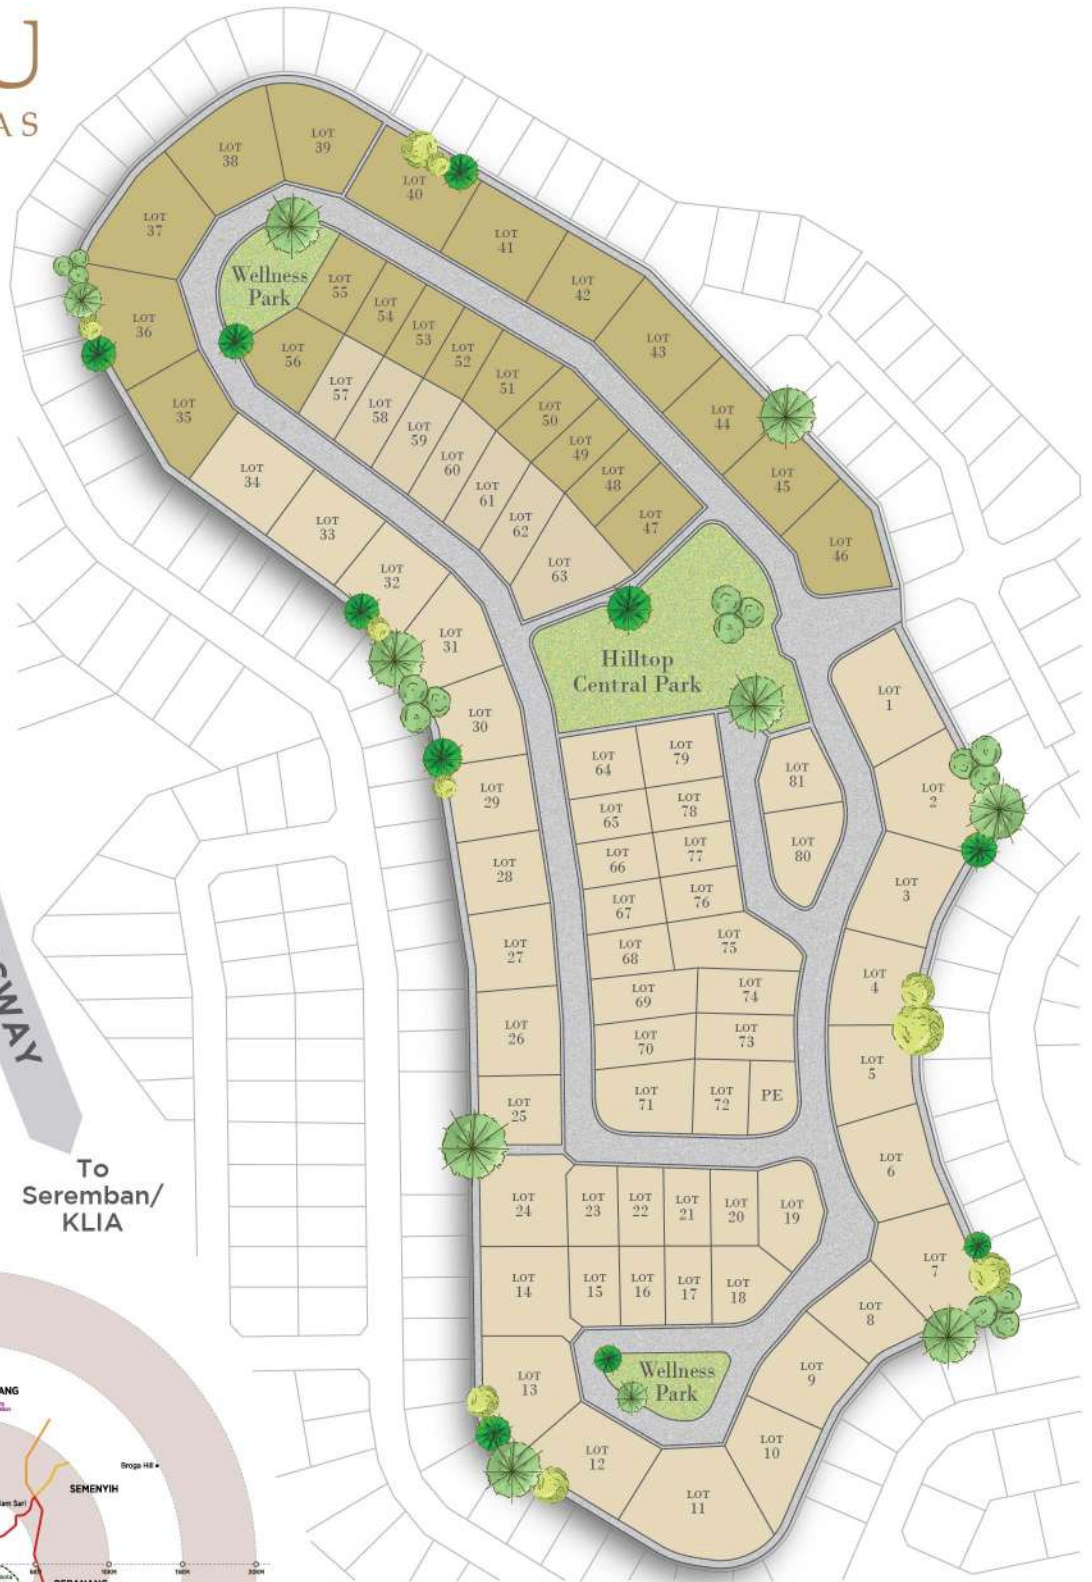 U
AS
LOT
39
LOT
38
LOT
40
LOT
37
LOT
41
Wellness
Park
LOT
55
LOT
42
LOT
54
LOT
36
LOT
53
LOT
43
LOT
56
LOT
52
LOT
57
LOT
51
LOT
35
LOT
58
LOT
50
LOT
44
LOT
59
LOT
49
LOT
34
LOT
60
LOT
48
LOT
45
LOT
61
LOT
47
LOT
33
LOT
62
LOT
46
LOT
63
LOT
32
LOT
31
Hilltop
Central Park
LOT
1
LOT
30
LOT
64
LOT
79
LOT
81
LOT
2
LOT
29
LOT
65
LOT
78
LOT
80
LOT
28
LOT
66
LOT
77
LOT
3
LOT
67
LOT
76
LOT
27
LOT
68
LOT
75
LOT
4
LOT
69
LOT
74
LOT
26
LOT
70
LOT
73
LOT
5
LOT
25
LOT
71
LOT
72
PE
WAY
LOT
6
To
Seremban/
KLIA
LOT
24
LOT
23
LOT
22
LOT
21
LOT
20
LOT
19
LOT
7
LOT
14
LOT
15
LOT
16
LOT
17
LOT
18
LOT
8
LOT
13
Wellness
Park
LOT
9
LOT
12
LOT
10
LOT
11
ANG
Broga Hill
SEMENYIH
10KM
15KM
20KM